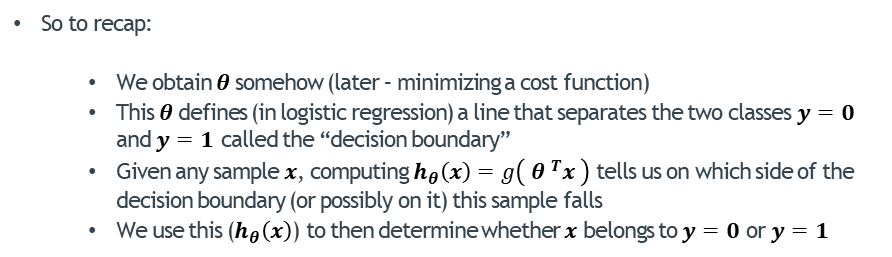 • So to recap:
• We obtain θ somehow (later - minimizing a cost function)
• This θ defines (in logistic regression) a line that separates the two classes y = 0
and y = 1 called the “decision boundary”
• Given any sample x, computing hθ(x) = g( θ ᵀx ) tells us on which side of the
decision boundary (or possibly on it) this sample falls
• We use this (hθ(x)) to then determine whether x belongs to y = 0 or y = 1